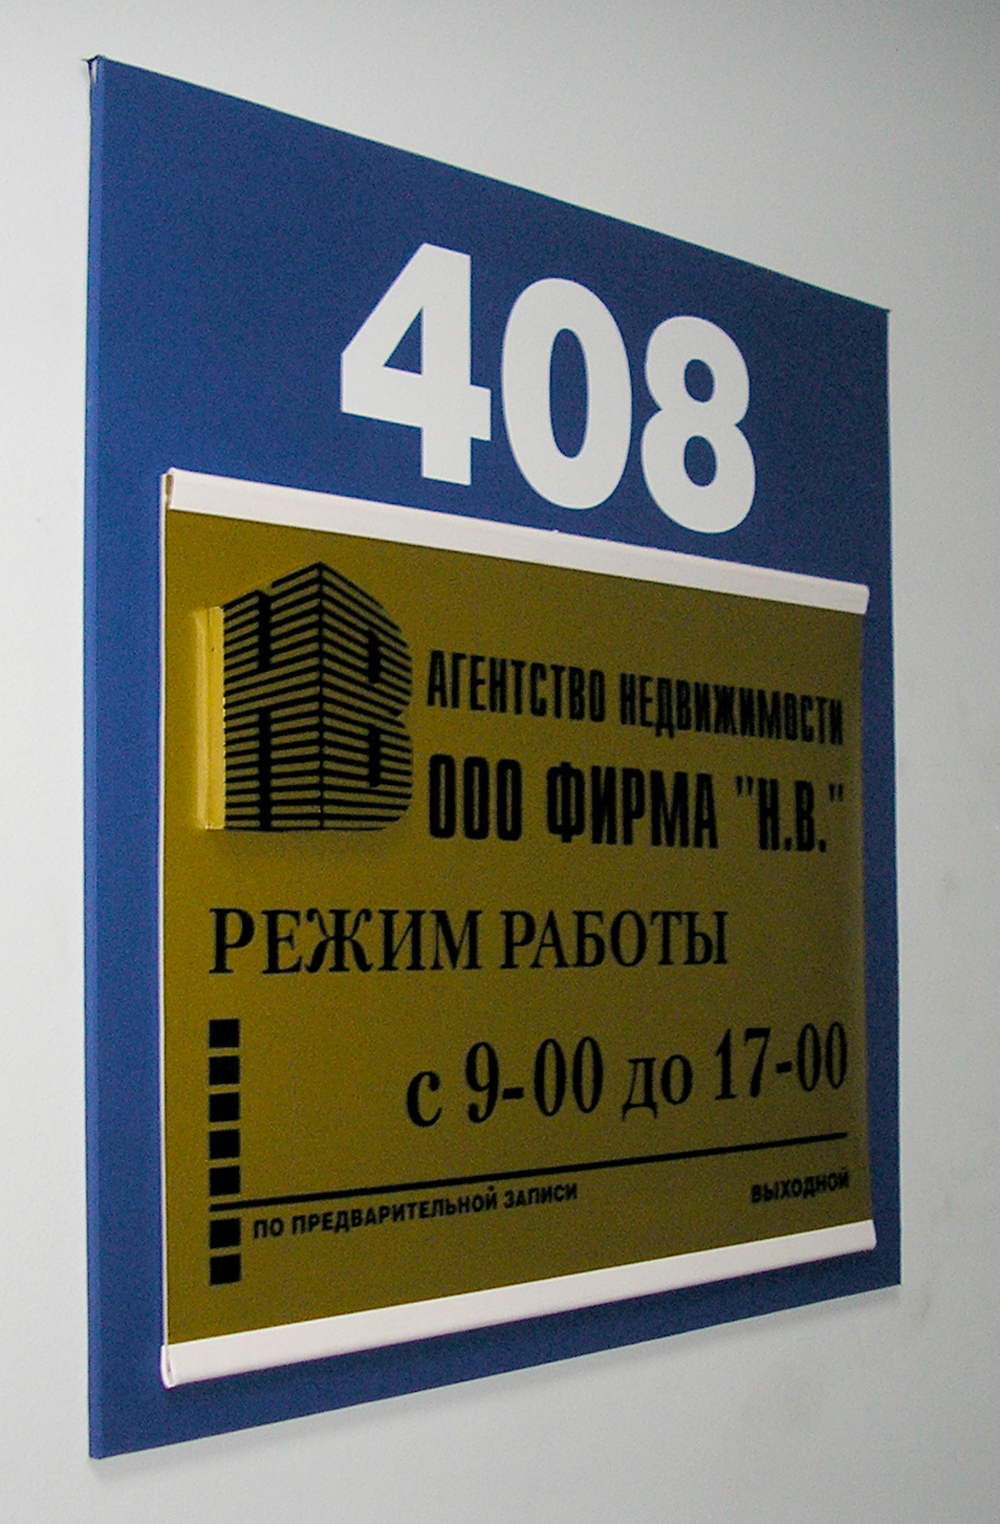 408
АГЕНТСТВО НЕДВИЖИМОСТИ
ООО ФИРМА "Н.В."
РЕЖИМ РАБОТЫ
с 9-00 до 17-00
ПО ПРЕДВАРИТЕЛЬНОЙ ЗАПИСИ ВЫХОДНОЙ